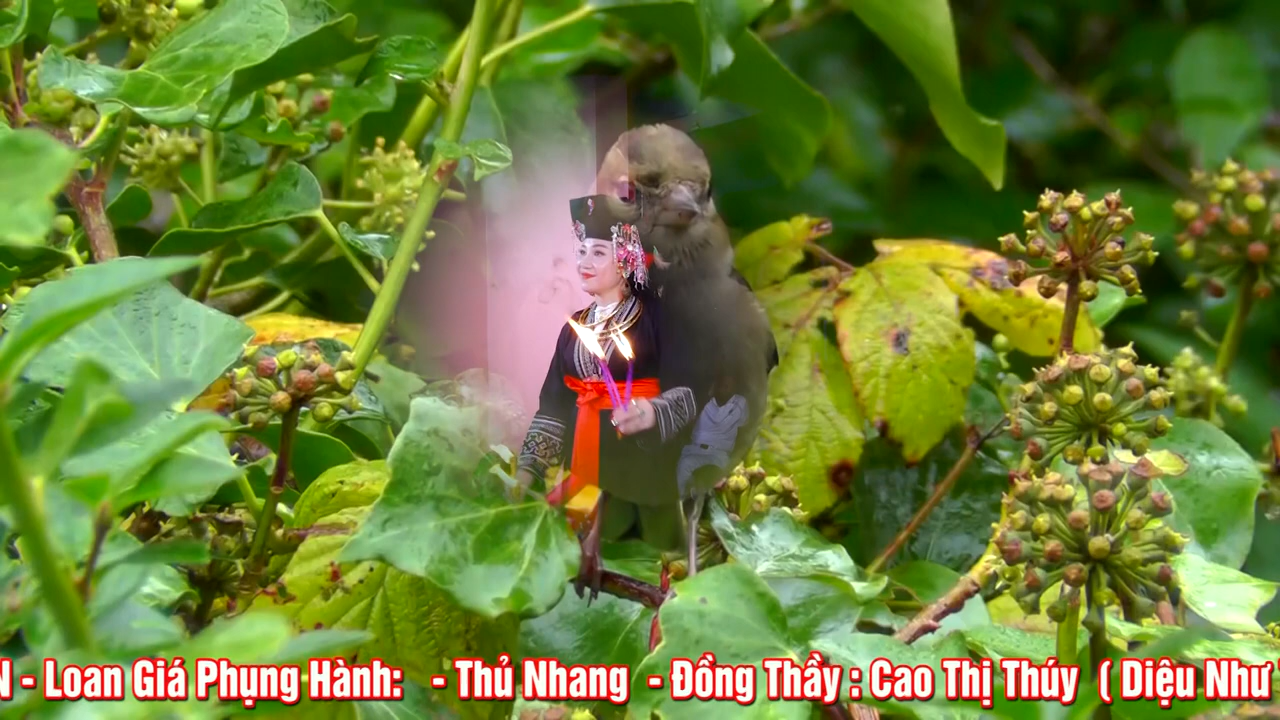 N - Loan Giá Phụng Hành: - Thủ Nhang - Đồng Thầy : Cao Thị Thúy ( Diệu Như